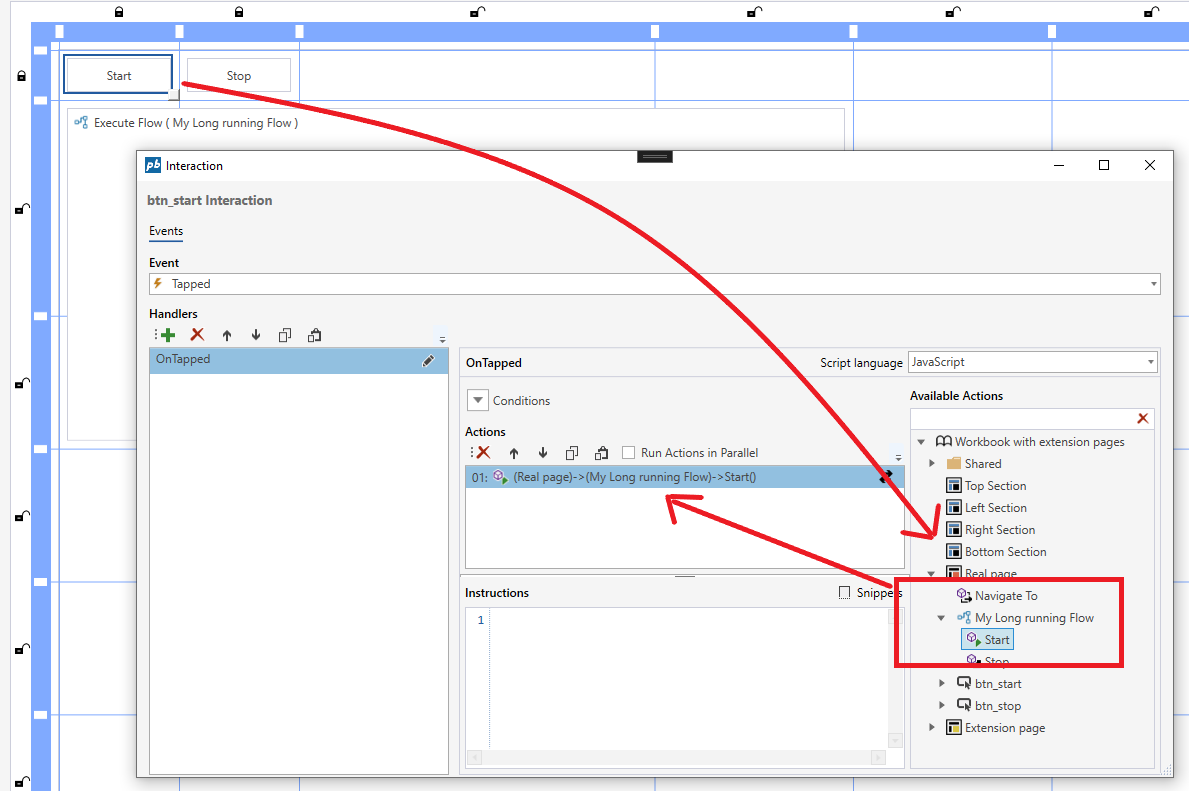 Start
Stop
Execute Flow ( My Long running Flow )
pb Interaction
btn_start Interaction
Events
Event
Tapped
Handlers
OnTapped
OnTapped
Script language
JavaScript
Conditions
Actions
Run Actions in Parallel
01: (Real page)->(My Long running Flow)->Start()
Instructions
Snippets
1
Available Actions
Workbook with extension pages
Shared
Top Section
Left Section
Right Section
Bottom Section
Real page
Navigate To
My Long running Flow
Start
Stop
btn_start
btn_stop
Extension page